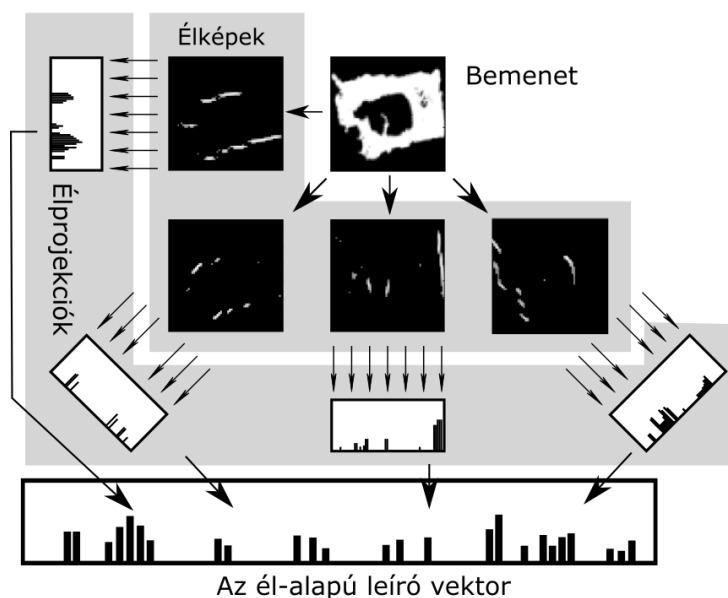 Élképek
Bemenet
Élprojekciók
Az él-alapú leíró vektor